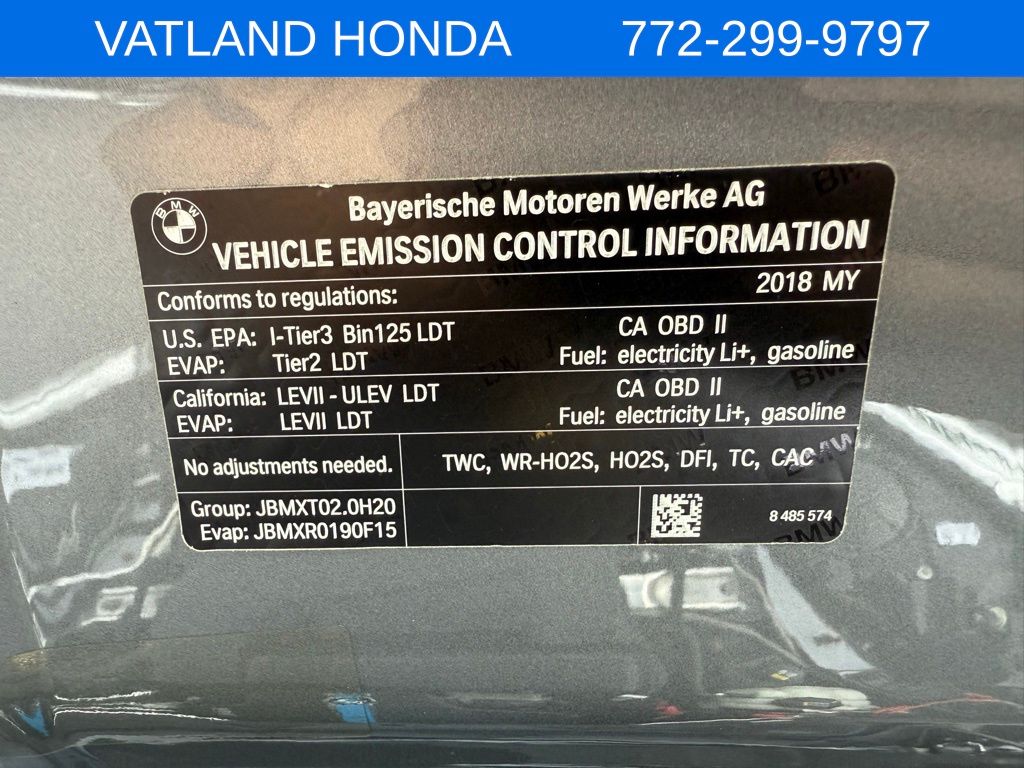 VATLAND HONDA 772-299-9797
BMW
Bayerische Motoren Werke AG
VEHICLE EMISSION CONTROL INFORMATION
Conforms to regulations: 2018 MY
U.S. EPA: I-Tier3 Bin125 LDT CA OBD II
EVAP: Tier2 LDT Fuel: electricity Li+, gasoline
California: LEVII - ULEV LDT CA OBD II
EVAP: LEVII LDT Fuel: electricity Li+, gasoline
No adjustments needed. TWC, WR-HO2S, HO2S, DFI, TC, CAC
Group: JBMXT02.0H20
Evap: JBMXR0190F15
8 485 574